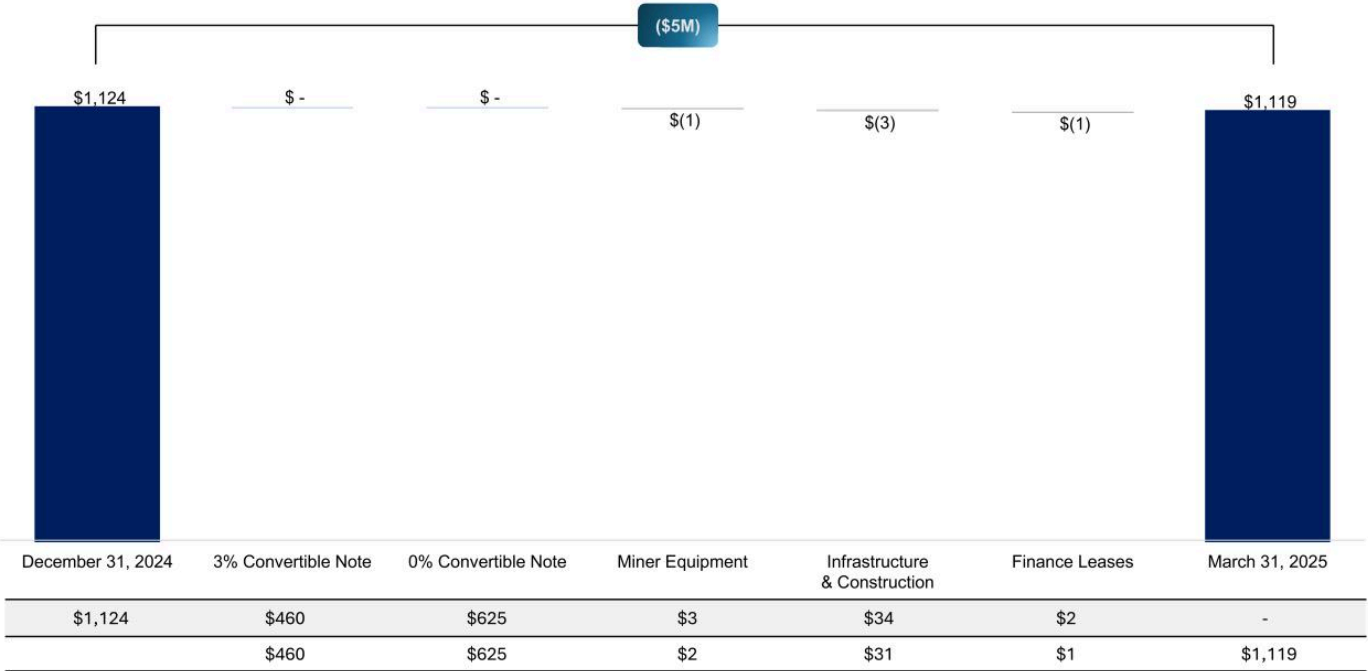 ($5M)
$1,124 $ - $ - $(1) $(3) $(1) $1,119
December 31, 2024 3% Convertible Note 0% Convertible Note Miner Equipment Infrastructure & Construction Finance Leases March 31, 2025
$1,124 $460 $625 $3 $34 $2 -
$460 $625 $2 $31 $1 $1,119